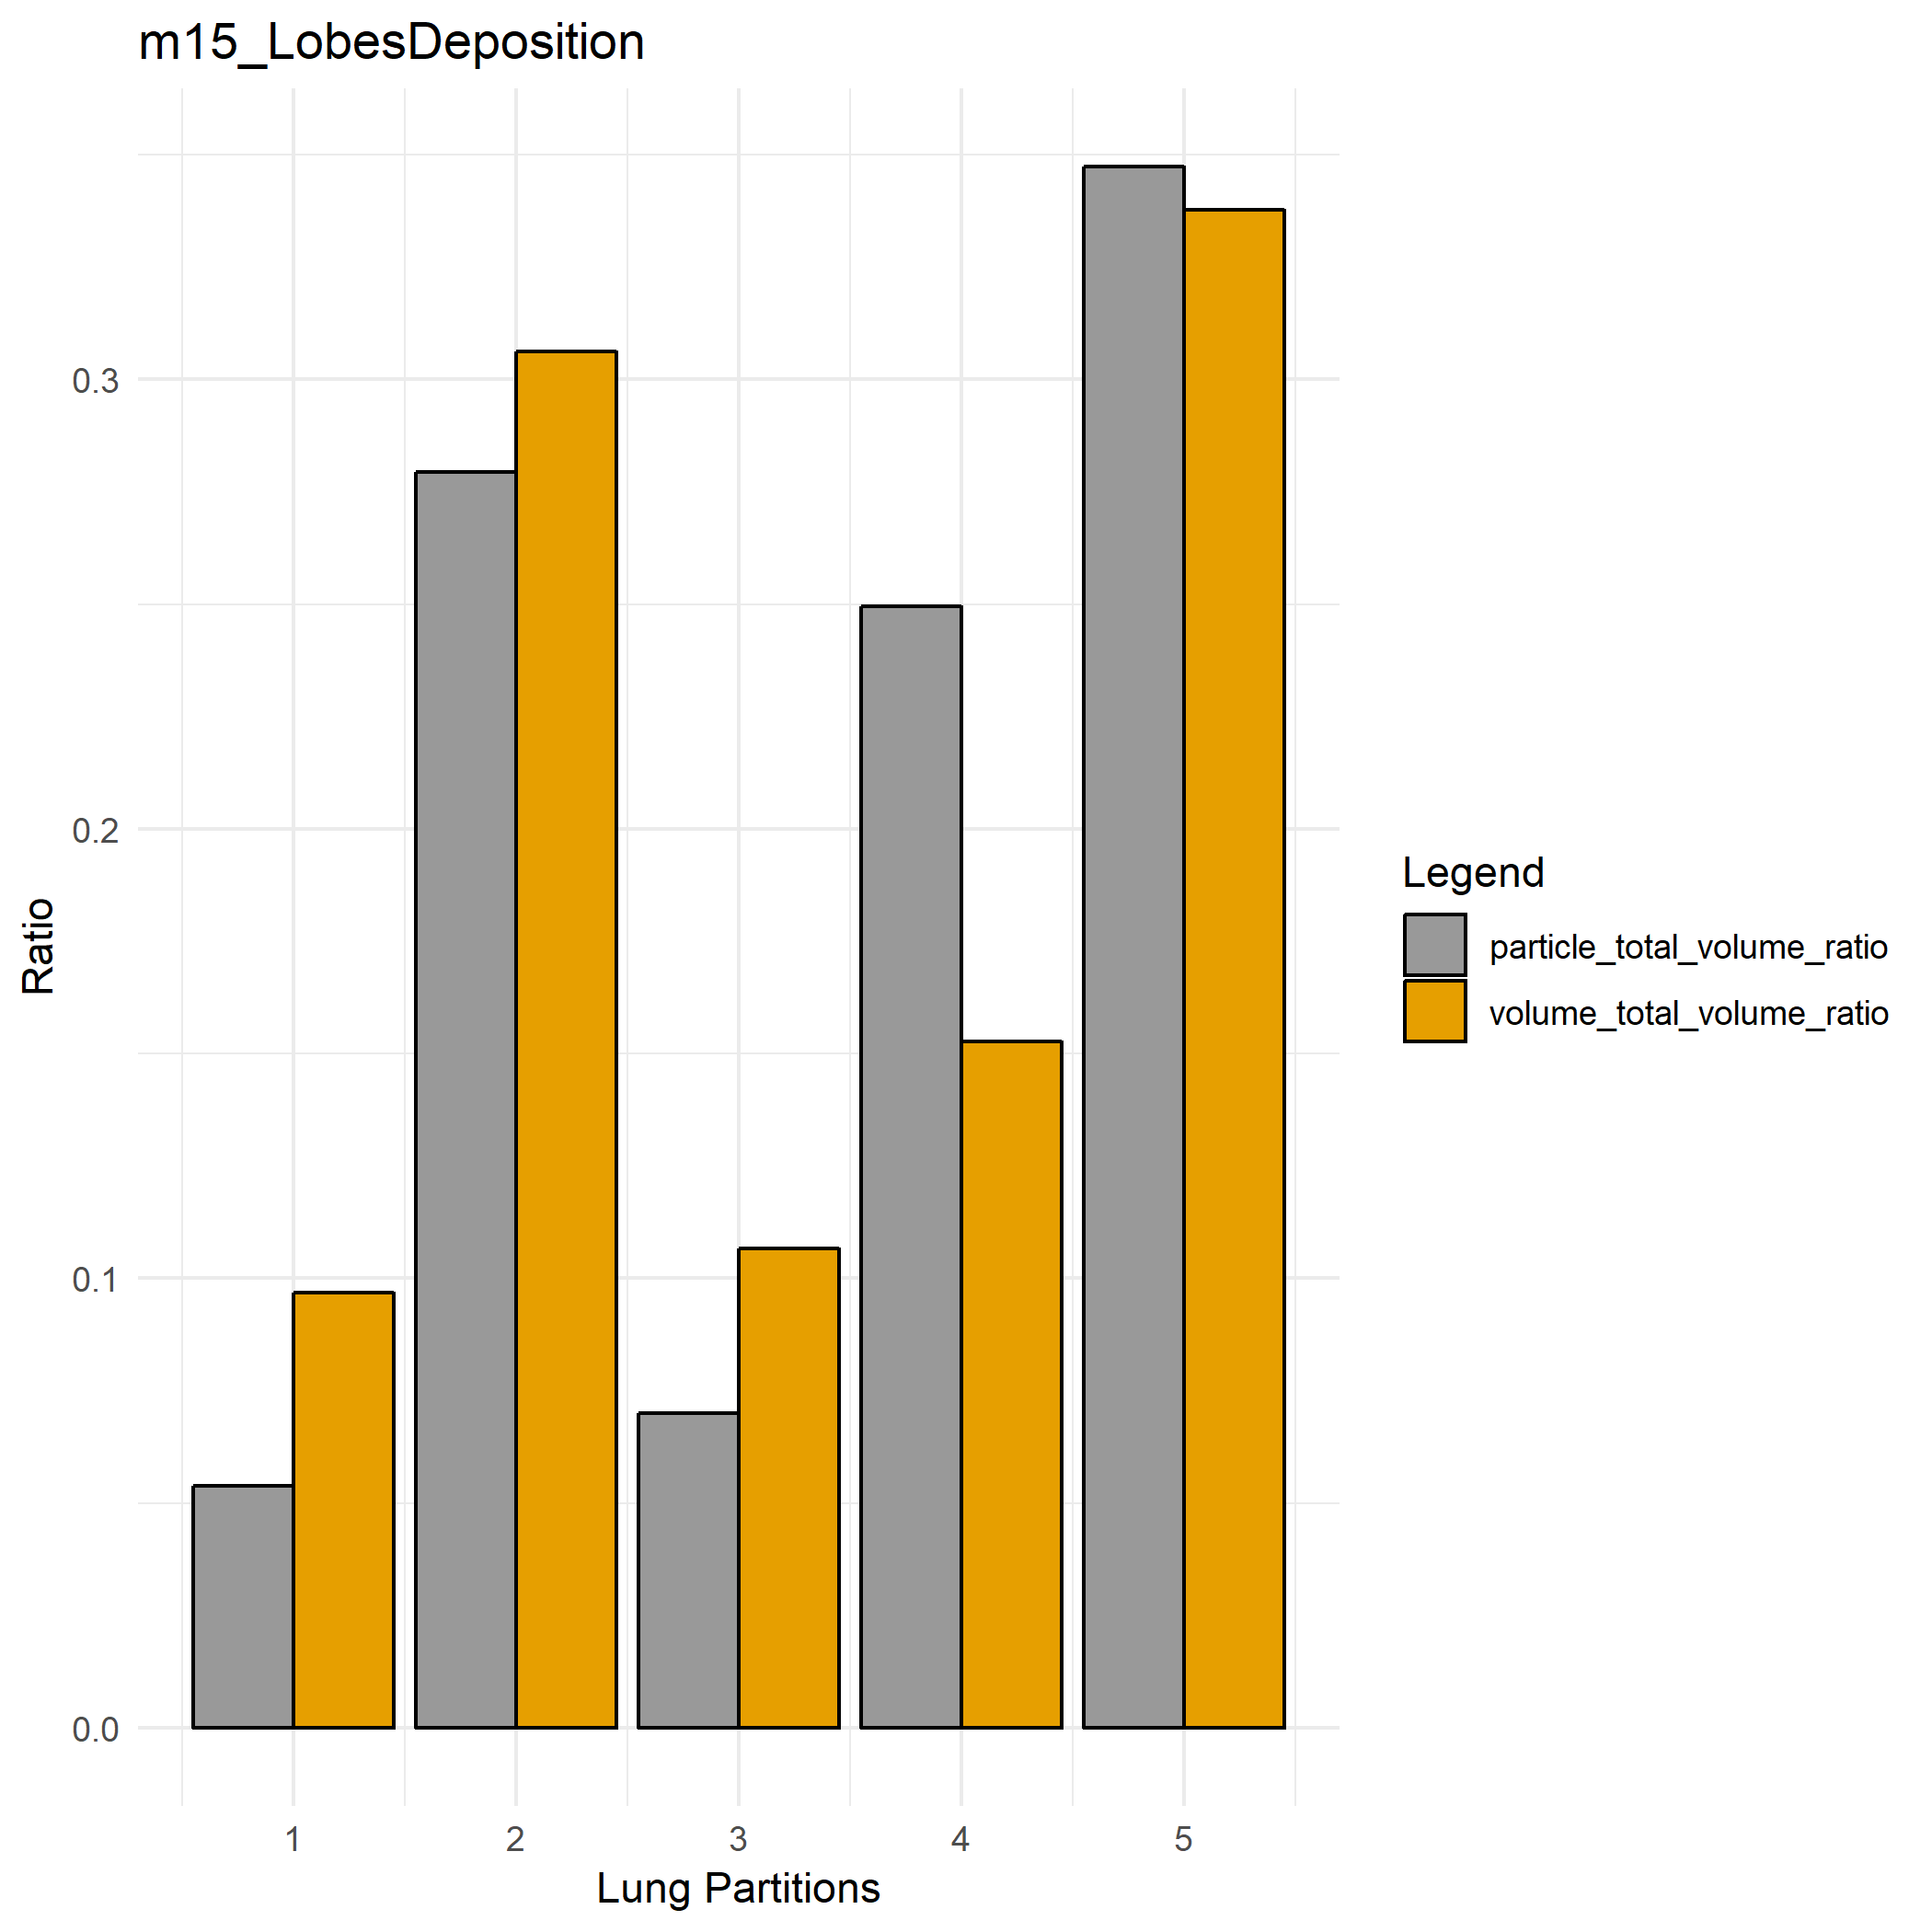 m15_LobesDeposition
0.3
0.2
0.1
0.0
Ratio
1 2 3 4 5
Lung Partitions
Legend
particle_total_volume_ratio
volume_total_volume_ratio